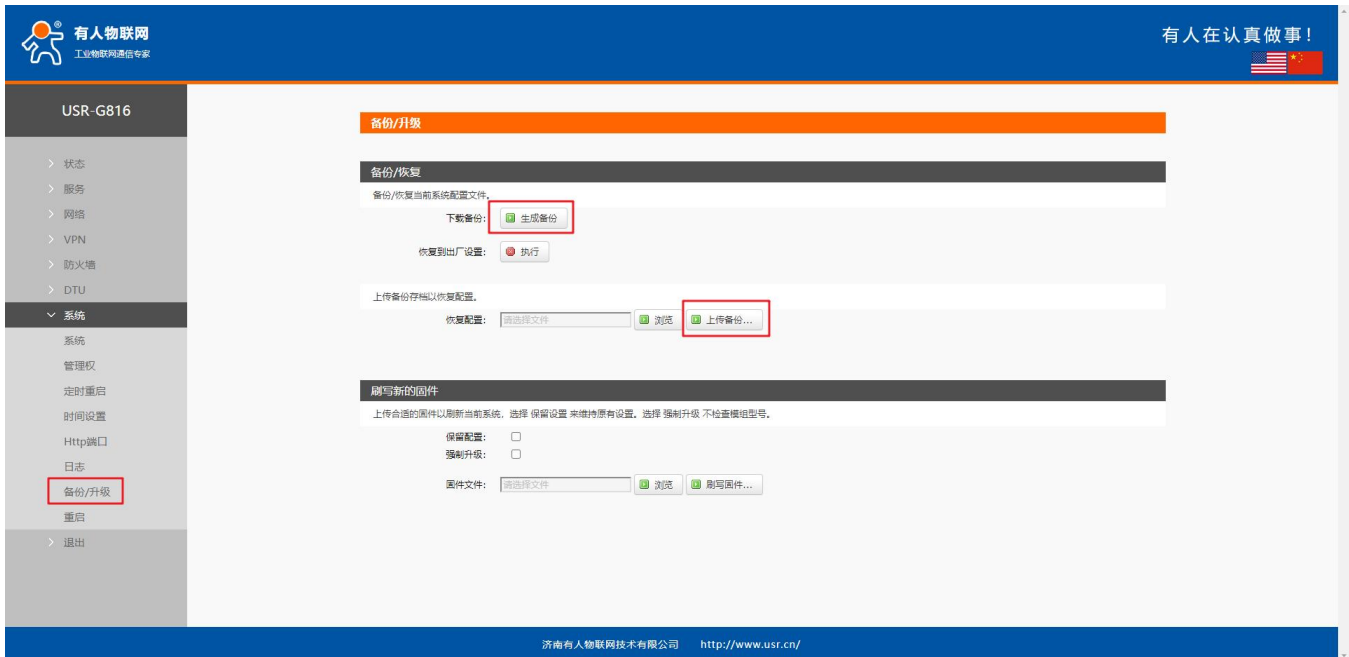 有人物联网
工业物联网通信专家
有人在认真做事！
USR-G816
状态
服务
网络
VPN
防火墙
DTU
系统
系统
管理权
定时重启
时间设置
Http端口
日志
备份/升级
重启
退出
备份/升级
备份/恢复
备份/恢复当前系统配置文件。
下载备份： 生成备份
恢复到出厂设置： 执行
上传备份存档以恢复配置。
恢复配置： 请选择文件 浏览 上传备份...
刷写新的固件
上传合适的固件以刷新当前系统，选择 保留设置 来维持原有设置。选择 强制升级 不检查模组型号。
保留配置：
强制升级：
固件文件： 请选择文件 浏览 刷写固件...
济南有人物联网技术有限公司 http://www.usr.cn/